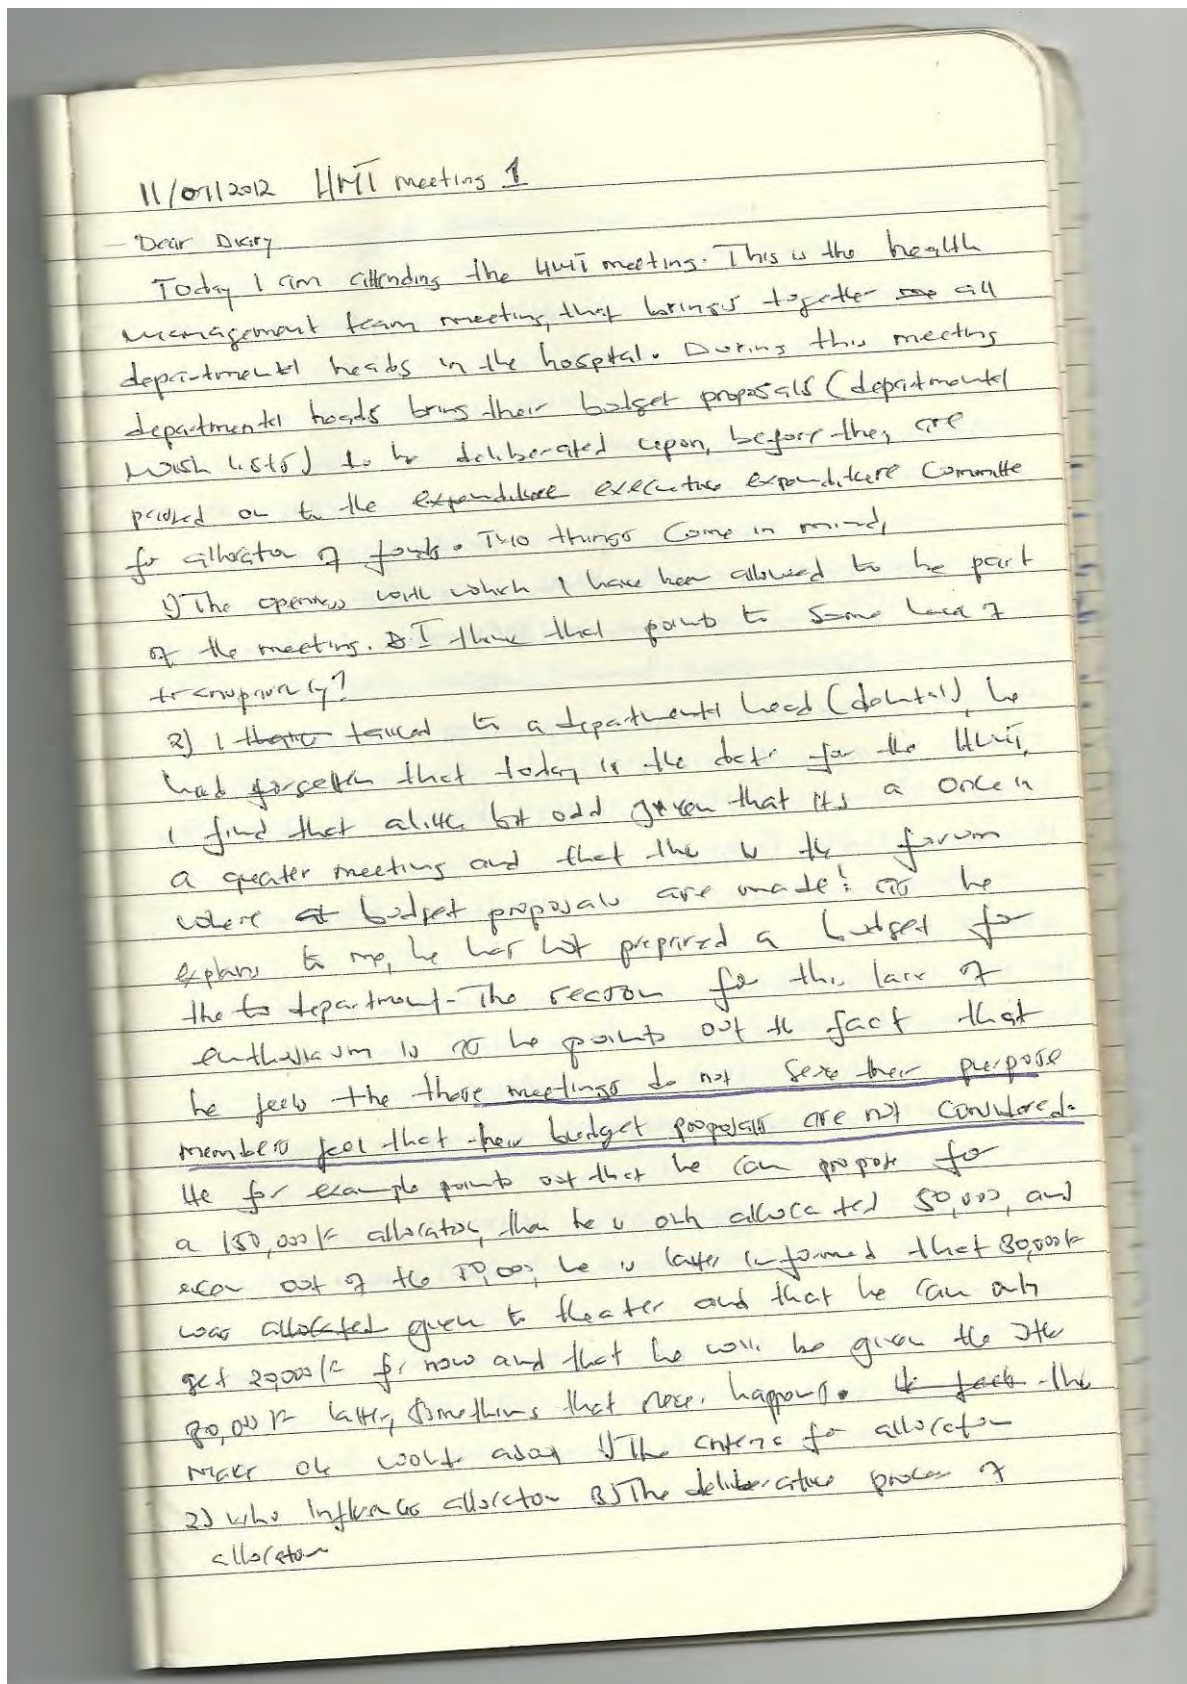 11/07/2012 HMT meeting 1
Dear Diary
Today I am attending the HMT meeting. This is the health
management team meeting, that brings together all
departmental heads in the hospital. During this meeting
departmental heads bring their budget proposals (departmental
wish lists) to be deliberated upon, before they are
passed on to the expenditure executive expenditure Committe
for allocation of funds. Two things come in mind,
1) The openness with which I have been allowed to be part
of the meeting. I think that points to some level of
transparency?
2) I talked to a departmental head (dental), he
had forgotten that today is the date for the HMT,
I find that a little bit odd given that its a once in
a quater meeting and that this is the forum
where budget proposals are made! As he
explains to me, he has not prepared a budget for
the department - The reason for this lack of
enthusiasm is as he points out the fact that
he feels the these meetings do not serve their purpose
members feel that their budget proposals are not considered.
He for example points out that he can propose for
a 150,000/= allocation, then he is only allocated 50,000, and
even out of the 50,000, he is latter informed that 30,000/=
was allocated given to theater and that he can only
get 20,000/= for now and that he will be given the other
30,000/= latter, something that never happens. It feels the
make ole 1) The criteria for allocation
2) who Influences allocation 3) The deliberative process of
allocation